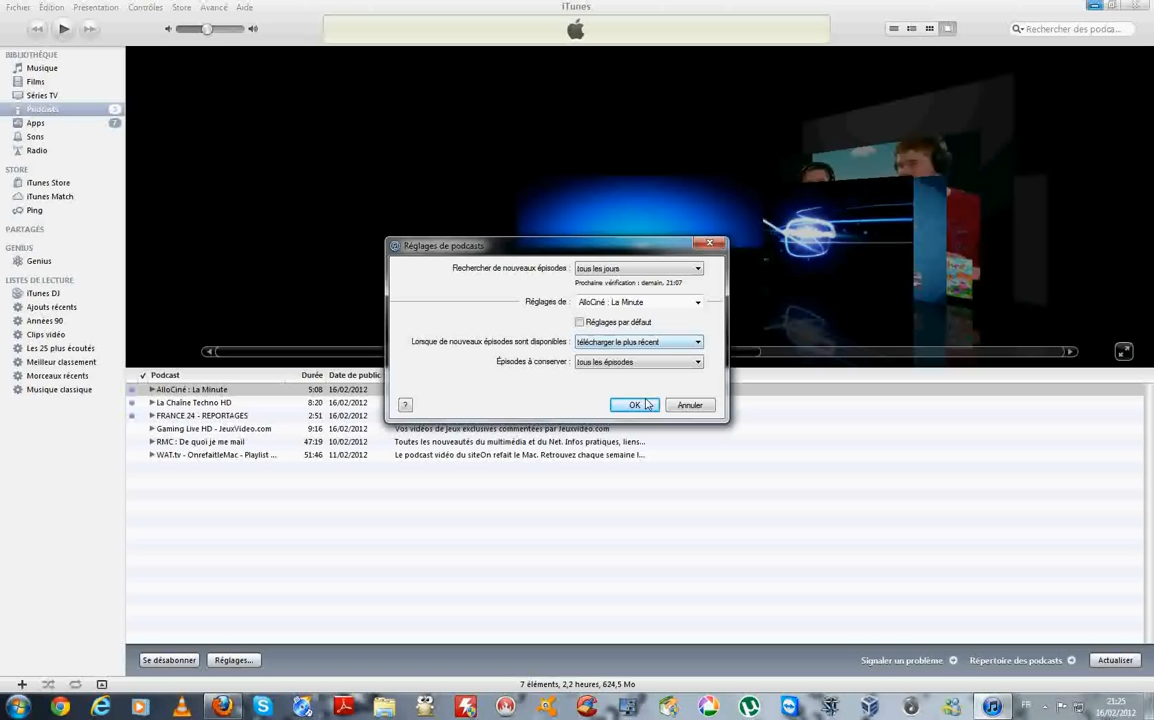 Fichier Édition Présentation Contrôles Store Avancé Aide
iTunes
Rechercher des podca...
BIBLIOTHÈQUE
Musique
Films
Séries TV
Podcasts
Apps 7
Sons
Radio
STORE
iTunes Store
iTunes Match
Ping
PARTAGÉS
GENIUS
Genius
LISTES DE LECTURE
iTunes DJ
Ajouts récents
Années 90
Clips vidéo
Les 25 plus écoutés
Meilleur classement
Morceaux récents
Musique classique
Réglages de podcasts
Rechercher de nouveaux épisodes : tous les jours
Prochaine vérification : demain, 21:07
Réglages de : AlloCiné : La Minute
Réglages par défaut
Lorsque de nouveaux épisodes sont disponibles : télécharger le plus récent
Épisodes à conserver : tous les épisodes
? OK Annuler
✓ Podcast Durée Date de public
AlloCiné : La Minute 5:08 16/02/2012
La Chaîne Techno HD 8:20 16/02/2012
FRANCE 24 - REPORTAGES 2:51 16/02/2012
Gaming Live HD - JeuxVideo.com 9:16 16/02/2012 Vos vidéos de jeux exclusives commentées par Jeuxvideo.com
RMC : De quoi je me mail 47:19 10/02/2012 Toutes les nouveautés du multimédia et du Net. Infos pratiques, liens...
WAT.tv - OnrefaitleMac - Playlist ... 51:46 11/02/2012 Le podcast vidéo du siteOn refait le Mac. Retrouvez chaque semaine l...
Se désabonner Réglages... Signaler un problème Répertoire des podcasts Actualiser
7 éléments, 2,2 heures, 624,5 Mo
FR 21:25
16/02/2012